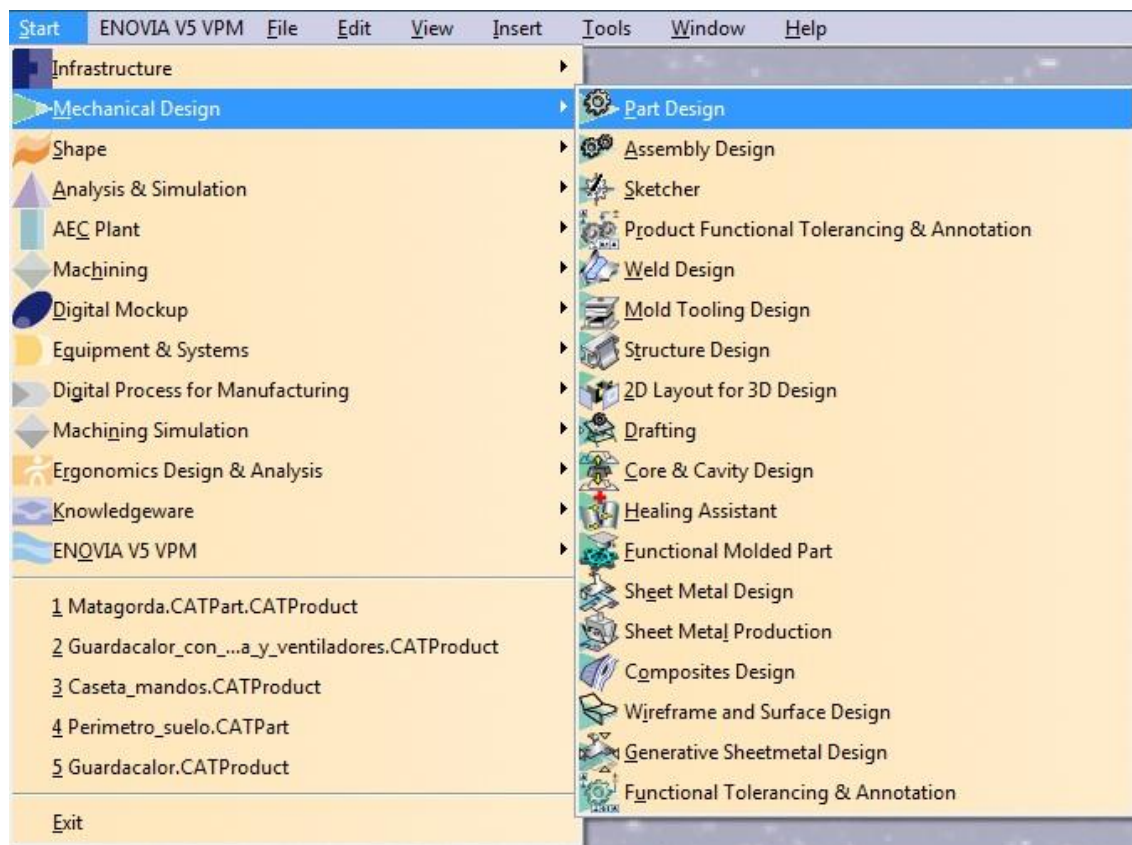 Start ENOVIA V5 VPM File Edit View Insert Tools Window Help
Infrastructure
Mechanical Design
Shape
Analysis & Simulation
AEC Plant
Machining
Digital Mockup
Equipment & Systems
Digital Process for Manufacturing
Machining Simulation
Ergonomics Design & Analysis
Knowledgeware
ENOVIA V5 VPM
1 Matagorda.CATPart.CATProduct
2 Guardacalor_con_...a_y_ventiladores.CATProduct
3 Caseta_mandos.CATProduct
4 Perimetro_suelo.CATPart
5 Guardacalor.CATProduct
Exit
Part Design
Assembly Design
Sketcher
Product Functional Tolerancing & Annotation
Weld Design
Mold Tooling Design
Structure Design
2D Layout for 3D Design
Drafting
Core & Cavity Design
Healing Assistant
Functional Molded Part
Sheet Metal Design
Sheet Metal Production
Composites Design
Wireframe and Surface Design
Generative Sheetmetal Design
Functional Tolerancing & Annotation